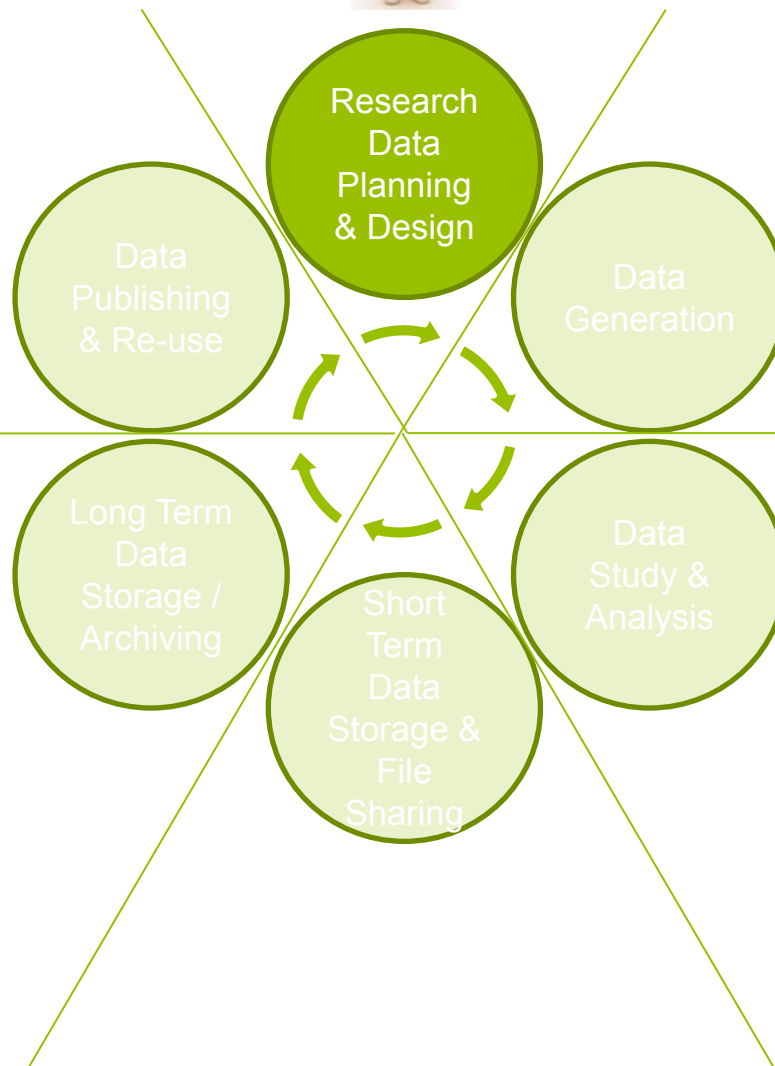 Research
Data
Planning
& Design
Data
Generation
Data
Study &
Analysis
Short
Term
Data
Storage &
File
Sharing
Long Term
Data
Storage /
Archiving
Data
Publishing
& Re-use